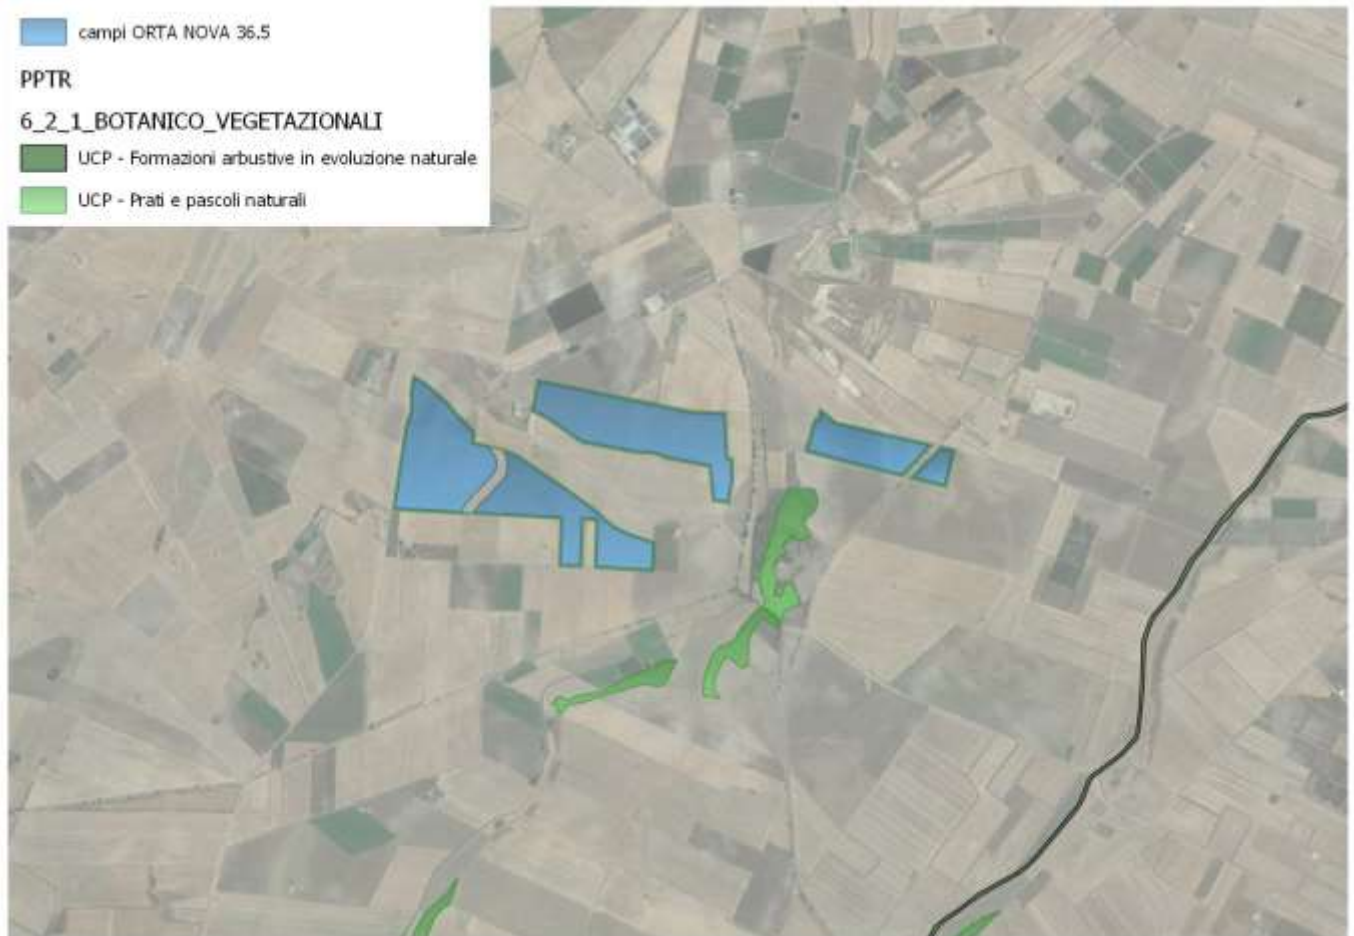 campi ORTA NOVA 36.5
PPTR
6_2_1_BOTANICO_VEGETAZIONALI
UCP - Formazioni arbustive in evoluzione naturale
UCP - Prati e pascoli naturali